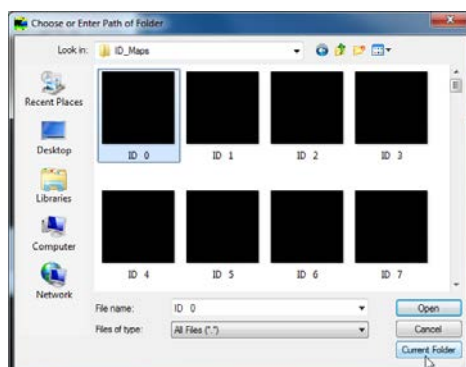 Choose or Enter Path of Folder
Look in: ID_Maps
Recent Places
Desktop
Libraries
Computer
Network
ID 0 ID 1 ID 2 ID 3
ID 4 ID 5 ID 6 ID 7
File name: ID 0 Open
Files of type: All Files (*.*) Cancel
Current Folder